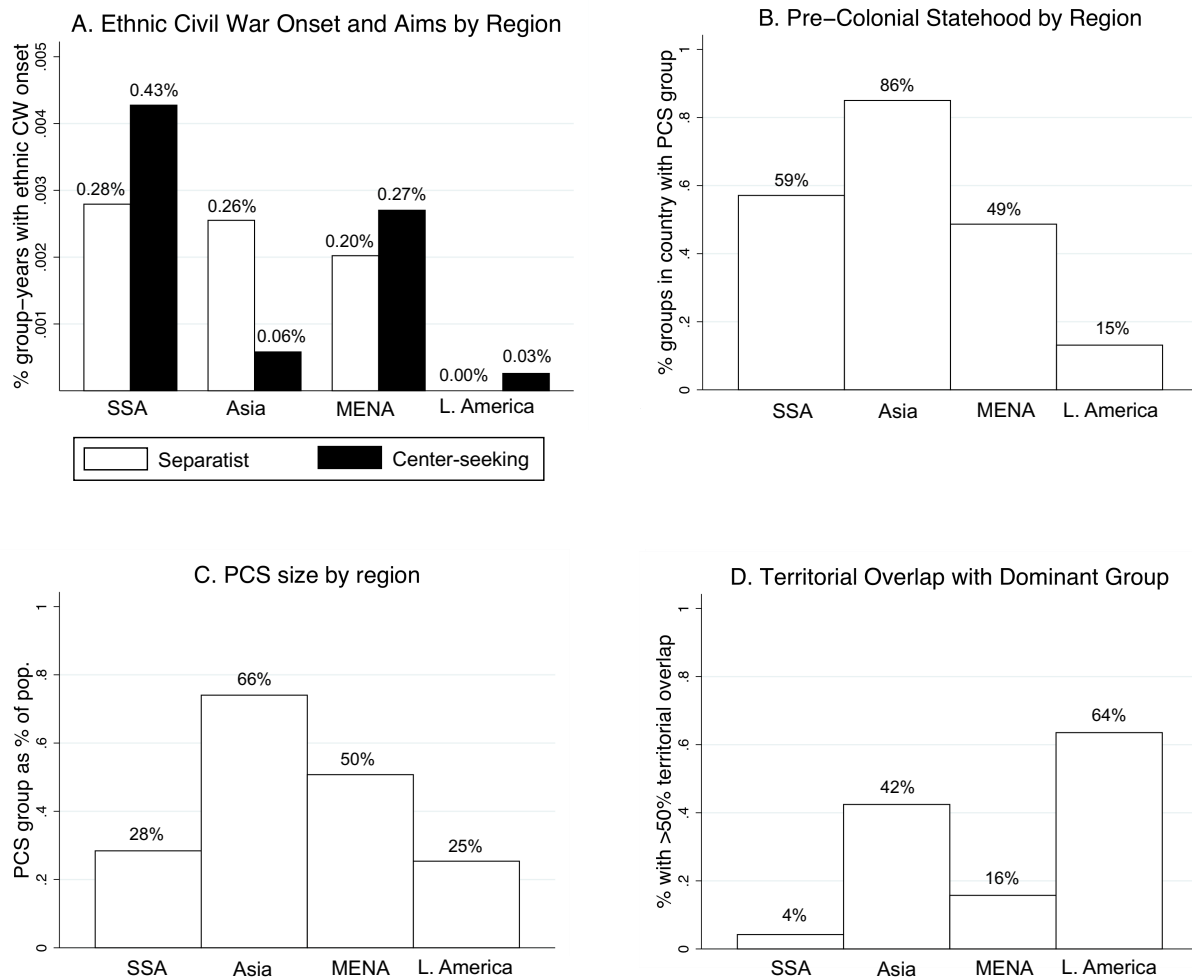 A. Ethnic Civil War Onset and Aims by Region
% group−years with ethnic CW onset
.005
.004
.003
.002
.001
0.28%
0.43%
0.26%
0.06%
0.20%
0.27%
0.00%
0.03%
SSA
Asia
MENA
L. America
Separatist
Center-seeking
B. Pre−Colonial Statehood by Region
% groups in country with PCS group
1
.8
.6
.4
.2
0
59%
86%
49%
15%
SSA
Asia
MENA
L. America
C. PCS size by region
PCS group as % of pop.
1
.8
.6
.4
.2
0
28%
66%
50%
25%
SSA
Asia
MENA
L. America
D. Territorial Overlap with Dominant Group
% with >50% territorial overlap
1
.8
.6
.4
.2
0
4%
42%
16%
64%
SSA
Asia
MENA
L. America